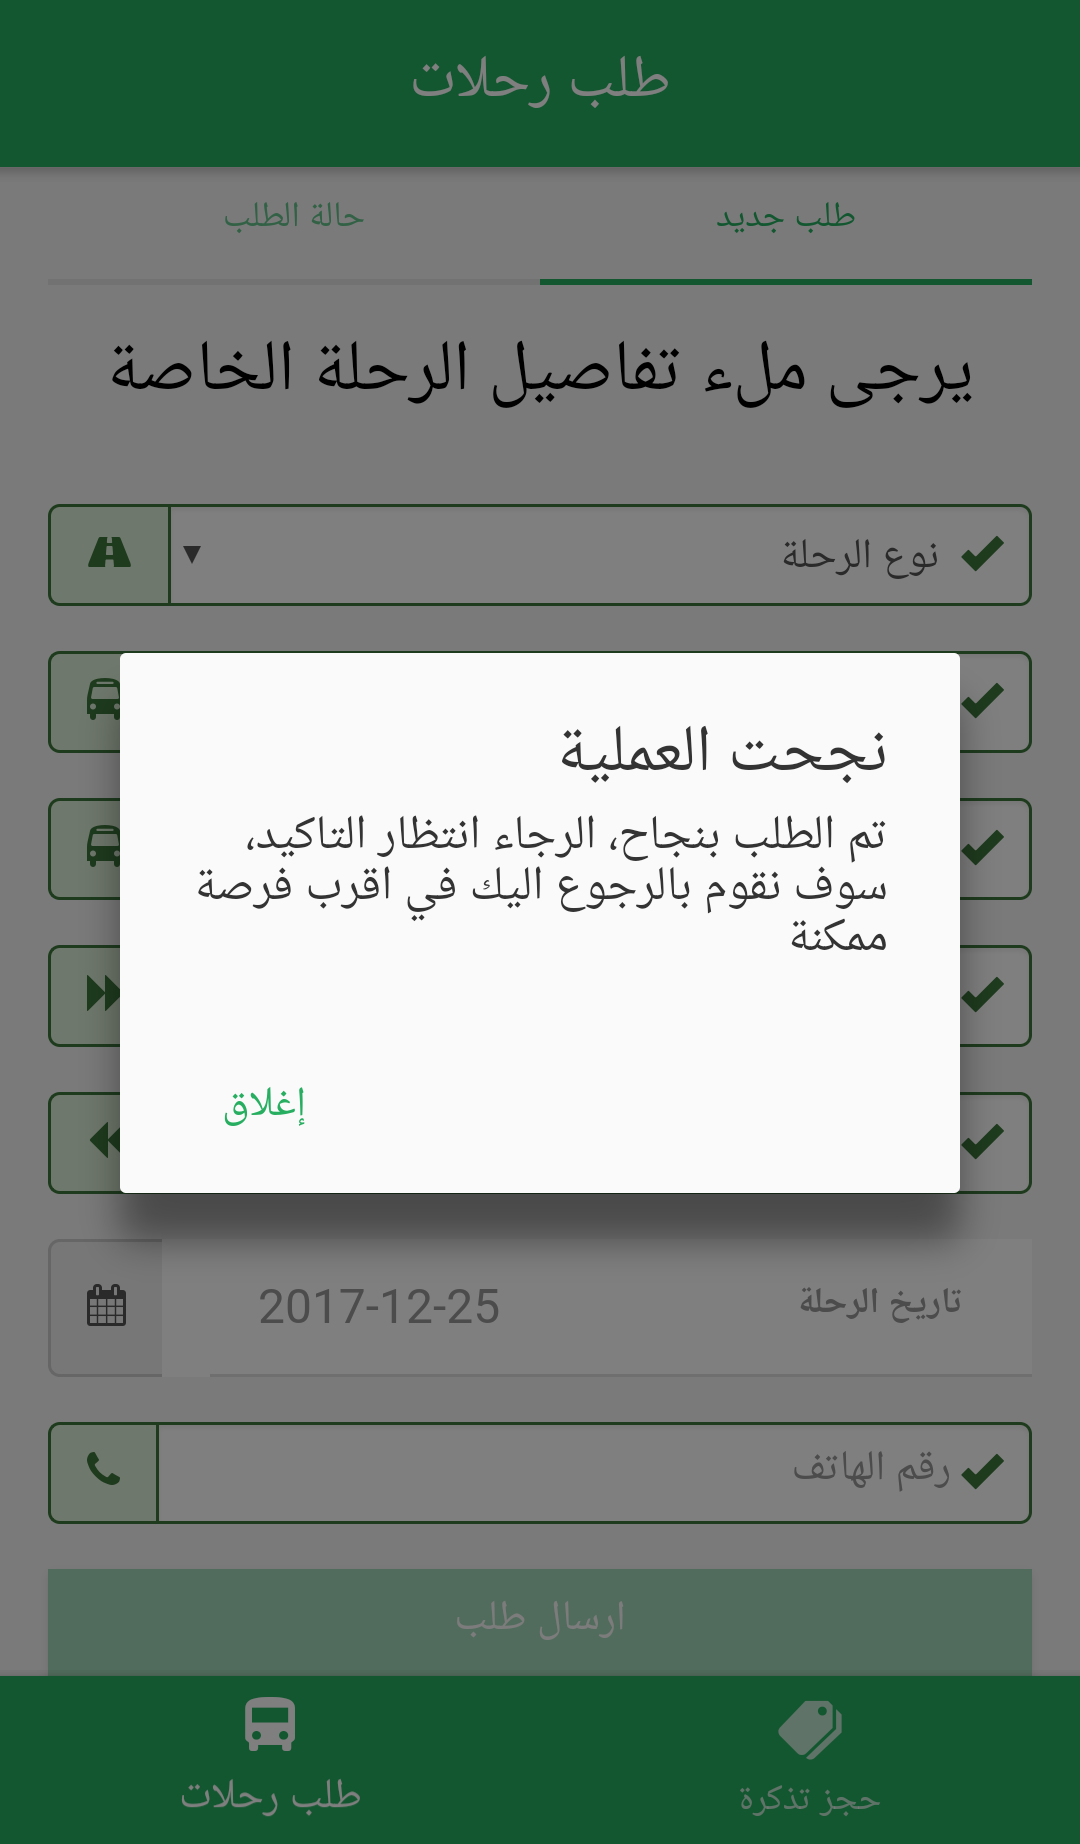 طلب رحلات
طلب جديد
حالة الطلب
يرجى ملء تفاصيل الرحلة الخاصة
نوع الرحلة
نجحت العملية
تم الطلب بنجاح، الرجاء انتظار التاكيد،
سوف نقوم بالرجوع اليك في اقرب فرصة
ممكنة
إغلاق
تاريخ الرحلة
2017-12-25
رقم الهاتف
ارسال طلب
حجز تذكرة
طلب رحلات